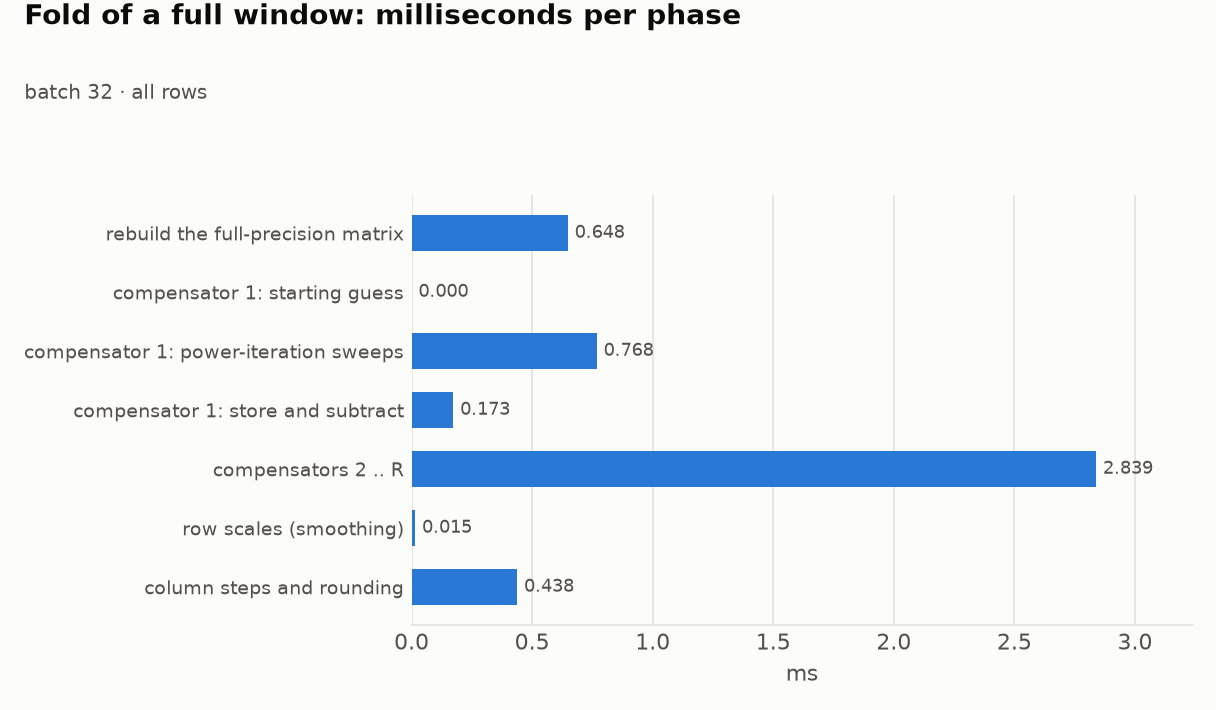 Fold of a full window: milliseconds per phase
batch 32 · all rows
rebuild the full-precision matrix 0.648
compensator 1: starting guess 0.000
compensator 1: power-iteration sweeps 0.768
compensator 1: store and subtract 0.173
compensators 2 .. R 2.839
row scales (smoothing) 0.015
column steps and rounding 0.438
0.0 0.5 1.0 1.5 2.0 2.5 3.0
ms